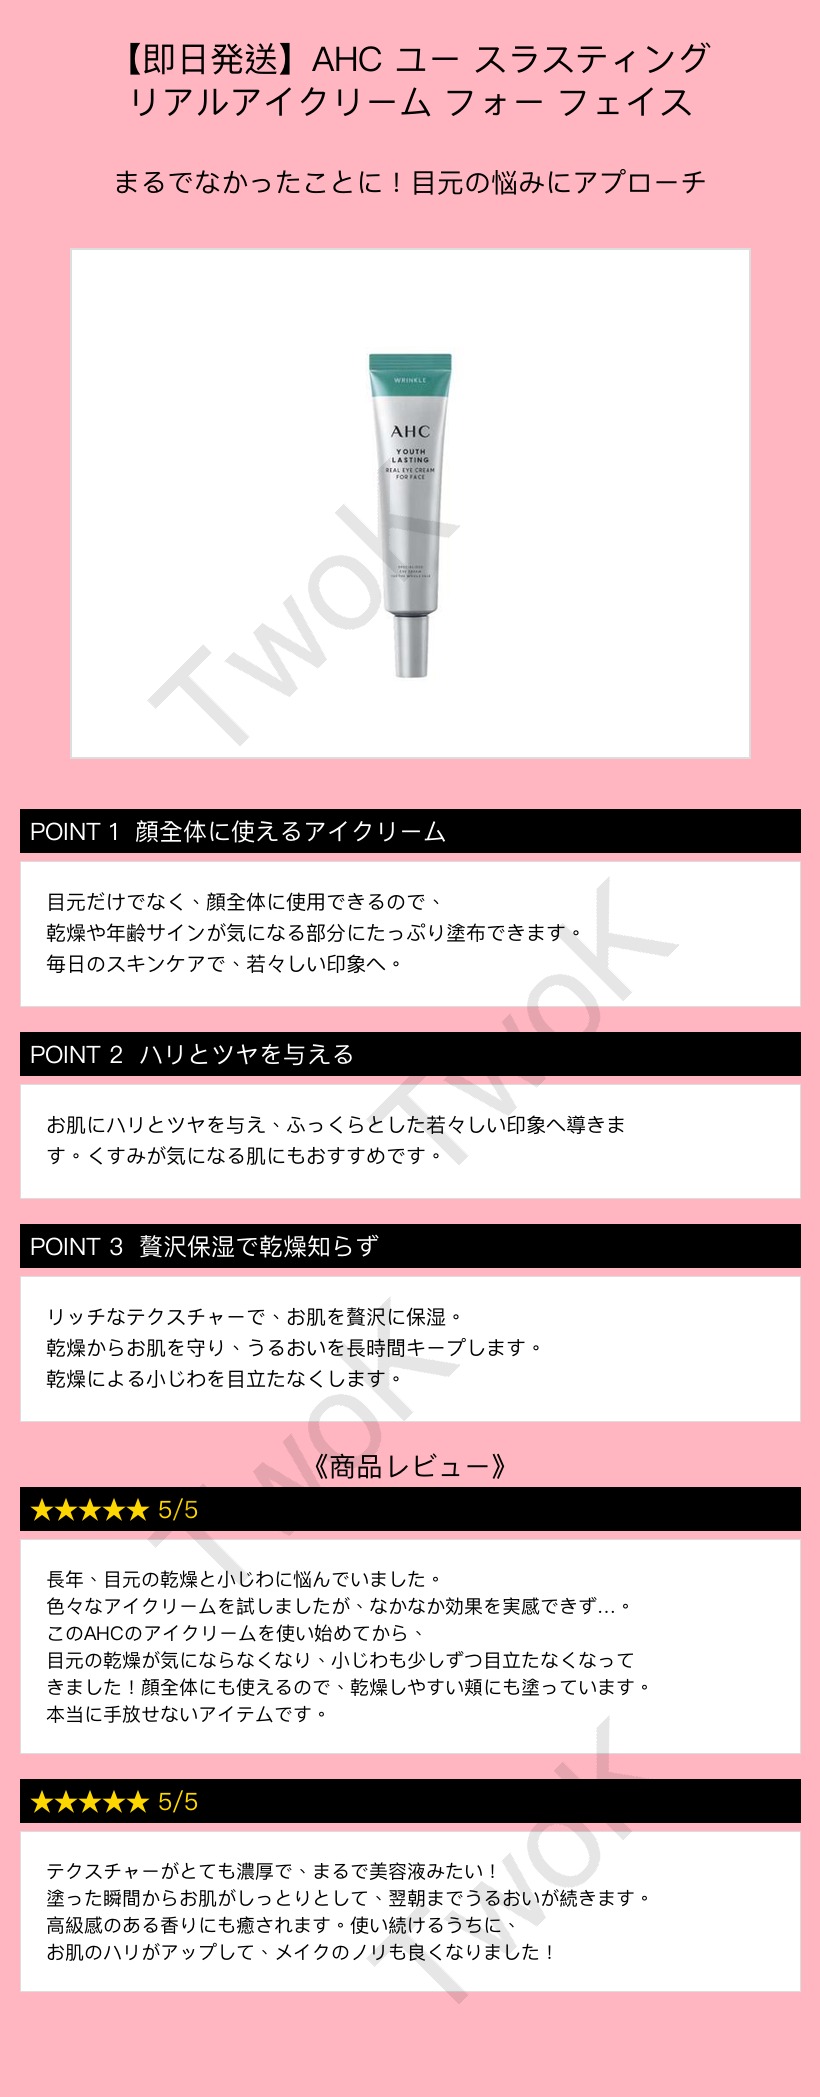 【即日発送】AHC ユー スラスティング
リアルアイクリーム フォー フェイス
まるでなかったことに！目元の悩みにアプローチ
WRINKLE
AHC
YOUTH
LASTING
REAL EYE CREAM
FOR FACE
TwoK
POINT 1 顔全体に使えるアイクリーム
目元だけでなく、顔全体に使用できるので、
乾燥や年齢サインが気になる部分にたっぷり塗布できます。
毎日のスキンケアで、若々しい印象へ。
TwoK
POINT 2 ハリとツヤを与える
お肌にハリとツヤを与え、ふっくらとした若々しい印象へ導きま
す。くすみが気になる肌にもおすすめです。
POINT 3 贅沢保湿で乾燥知らず
リッチなテクスチャーで、お肌を贅沢に保湿。
乾燥からお肌を守り、うるおいを長時間キープします。
乾燥による小じわを目立たなくします。
TwoK
《商品レビュー》
★★★★★ 5/5
長年、目元の乾燥と小じわに悩んでいました。
色々なアイクリームを試しましたが、なかなか効果を実感できず…。
このAHCのアイクリームを使い始めてから、
目元の乾燥が気にならなくなり、小じわも少しずつ目立たなくなって
きました！顔全体にも使えるので、乾燥しやすい頬にも塗っています。
本当に手放せないアイテムです。
★★★★★ 5/5
テクスチャーがとても濃厚で、まるで美容液みたい！
塗った瞬間からお肌がしっとりとして、翌朝までうるおいが続きます。
高級感のある香りにも癒されます。使い続けるうちに、
お肌のハリがアップして、メイクのノリも良くなりました！
TwoK